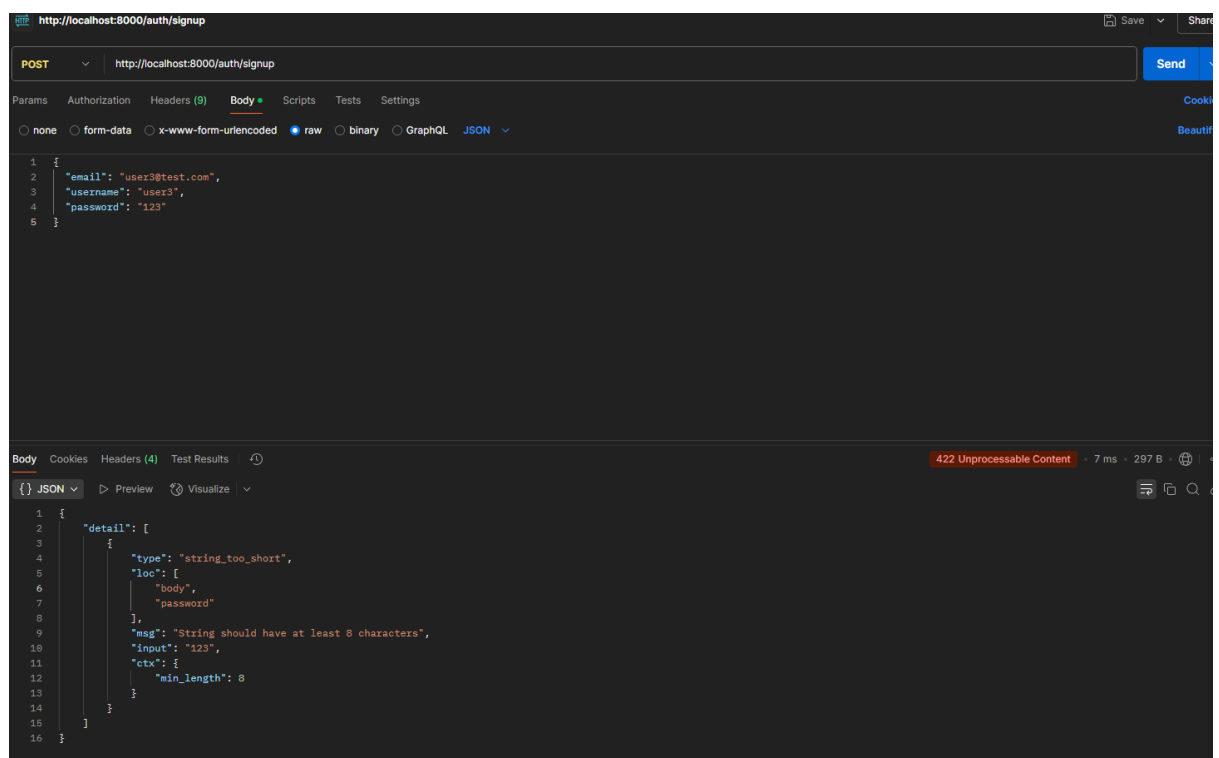 HTTP http://localhost:8000/auth/signup Save Share
POST http://localhost:8000/auth/signup Send
Params Authorization Headers (9) Body Scripts Tests Settings Cookie
none form-data x-www-form-urlencoded raw binary GraphQL JSON Beautif
1 {
2 "email": "user3@test.com",
3 "username": "user3",
4 "password": "123"
5 }
Body Cookies Headers (4) Test Results 422 Unprocessable Content 7 ms 297 B
{} JSON Preview Visualize
1 {
2 "detail": [
3 {
4 "type": "string_too_short",
5 "loc": [
6 "body",
7 "password"
8 ],
9 "msg": "String should have at least 8 characters",
10 "input": "123",
11 "ctx": {
12 "min_length": 8
13 }
14 }
15 ]
16 }